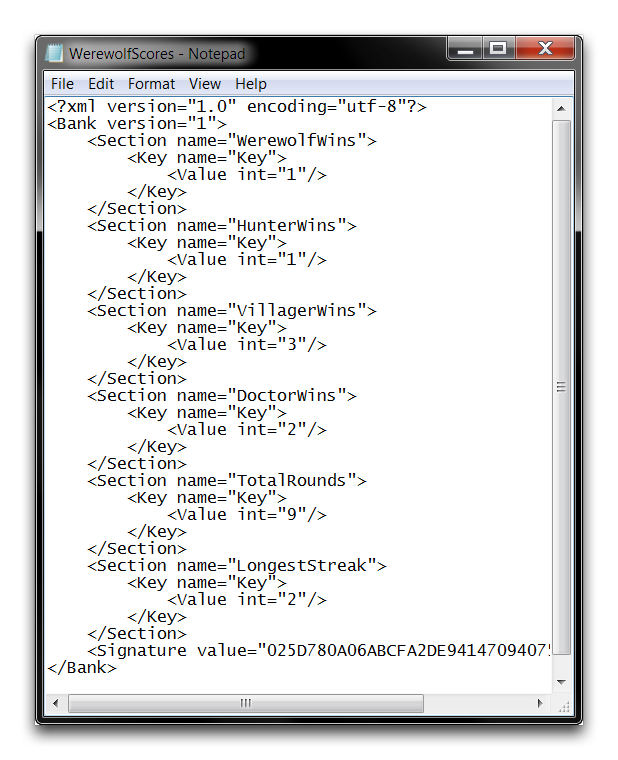 WerewolfScores - Notepad
File Edit Format View Help
<?xml version="1.0" encoding="utf-8"?>
<Bank version="1">
    <Section name="WerewolfWins">
        <Key name="Key">
            <Value int="1"/>
        </Key>
    </Section>
    <Section name="HunterWins">
        <Key name="Key">
            <Value int="1"/>
        </Key>
    </Section>
    <Section name="VillagerWins">
        <Key name="Key">
            <Value int="3"/>
        </Key>
    </Section>
    <Section name="DoctorWins">
        <Key name="Key">
            <Value int="2"/>
        </Key>
    </Section>
    <Section name="TotalRounds">
        <Key name="Key">
            <Value int="9"/>
        </Key>
    </Section>
    <Section name="LongestStreak">
        <Key name="Key">
            <Value int="2"/>
        </Key>
    </Section>
    <Signature value="025D780A06ABCFA2DE94147094075
</Bank>